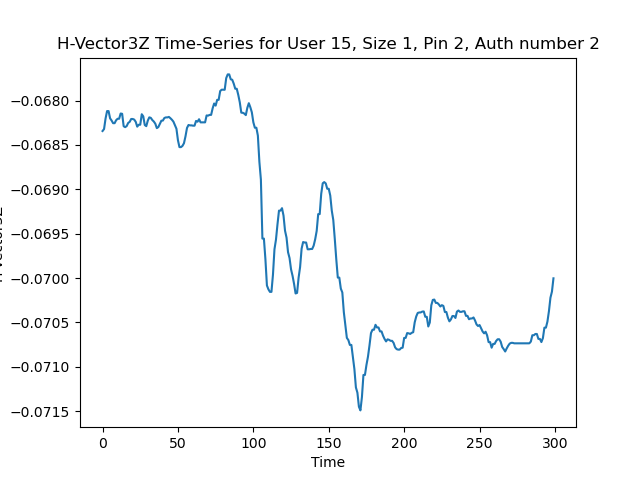 H-Vector3Z Time-Series for User 15, Size 1, Pin 2, Auth number 2
−0.0680
−0.0685
−0.0690
−0.0695
−0.0700
−0.0705
−0.0710
−0.0715
0 50 100 150 200 250 300
Time